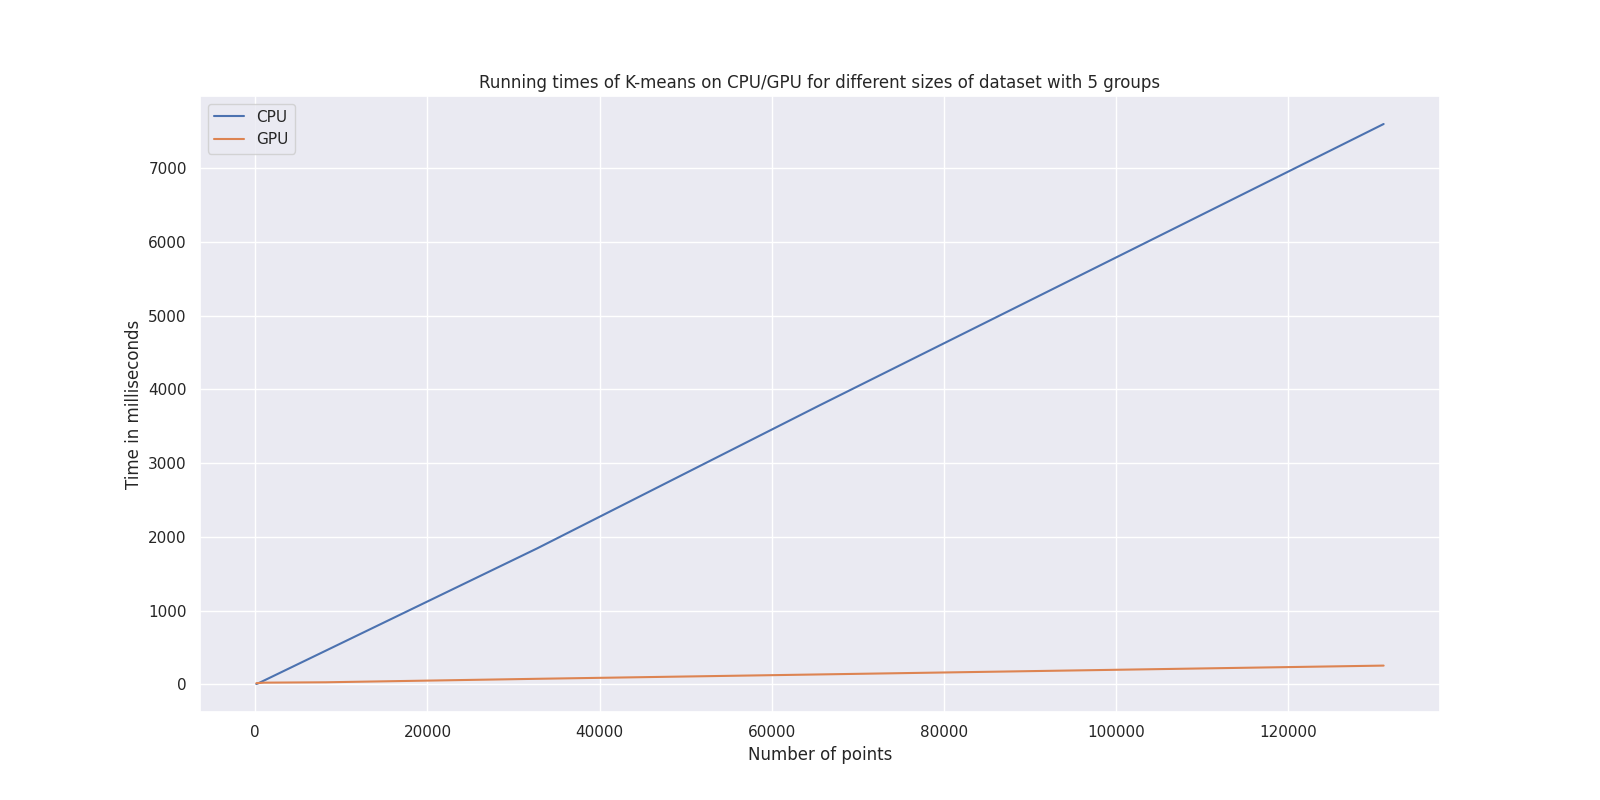 Running times of K-means on CPU/GPU for different sizes of dataset with 5 groups
CPU
GPU
7000
6000
5000
4000
3000
2000
1000
0
Time in milliseconds
0 20000 40000 60000 80000 100000 120000
Number of points